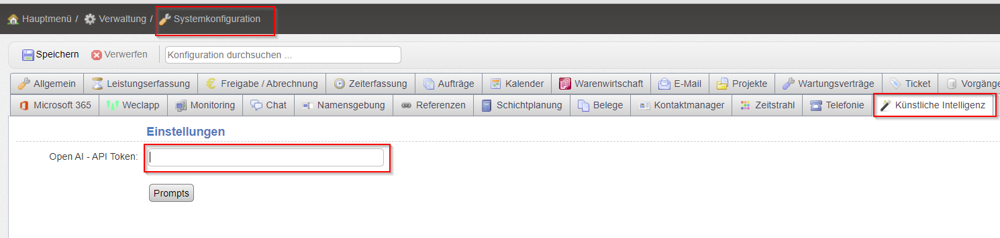 Hauptmenü / Verwaltung / Systemkonfiguration
Speichern Verwerfen Konfiguration durchsuchen ...
Allgemein Leistungserfassung Freigabe / Abrechnung Zeiterfassung Aufträge Kalender Warenwirtschaft E-Mail Projekte Wartungsverträge Ticket Vorgänge
Microsoft 365 Weclapp Monitoring Chat Namensgebung Referenzen Schichtplanung Belege Kontaktmanager Zeitstrahl Telefonie Künstliche Intelligenz
Einstellungen
Open AI - API Token:
Prompts